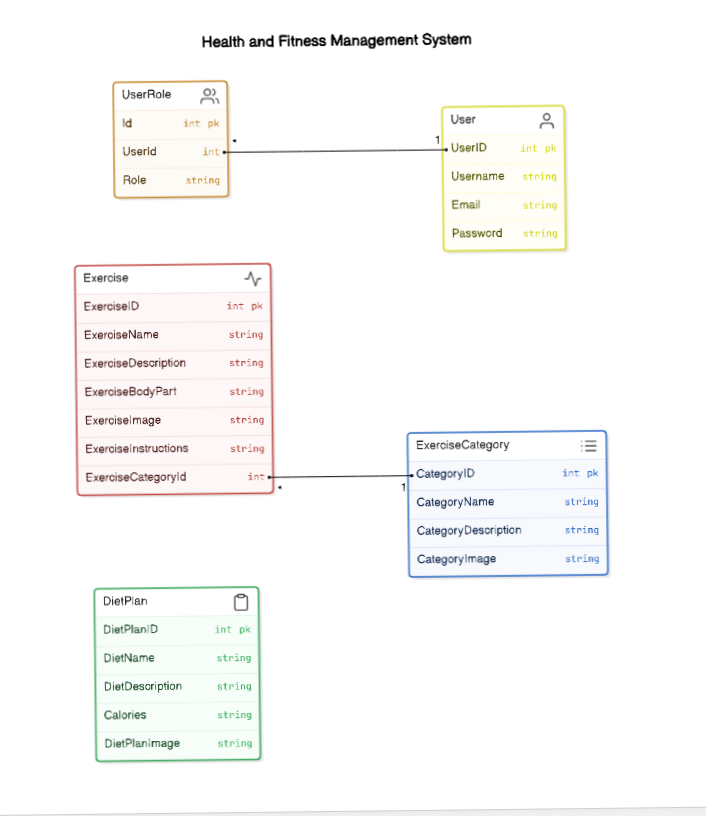 Health and Fitness Management System
UserRole
Id int pk
UserId int
Role string
*
1
User
UserID int pk
Username string
Email string
Password string
Exercise
ExerciseID int pk
ExerciseName string
ExerciseDescription string
ExerciseBodyPart string
ExerciseImage string
ExerciseInstructions string
ExerciseCategoryId int
*
1
ExerciseCategory
CategoryID int pk
CategoryName string
CategoryDescription string
CategoryImage string
DietPlan
DietPlanID int pk
DietName string
DietDescription string
Calories string
DietPlanImage string